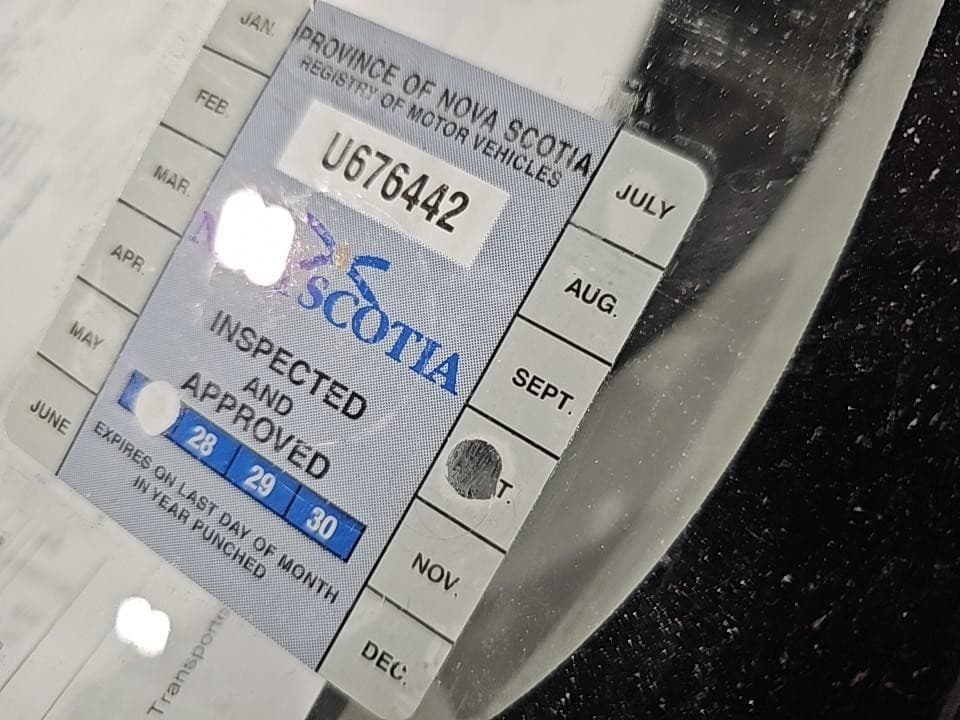 JAN.
FEB.
MAR.
APR.
MAY
JUNE
PROVINCE OF NOVA SCOTIA
REGISTRY OF MOTOR VEHICLES
U676442
SCOTIA
INSPECTED
AND
APPROVED
28 29 30
EXPIRES ON LAST DAY OF MONTH
IN YEAR PUNCHED
JULY
AUG.
SEPT.
T.
NOV.
DEC.